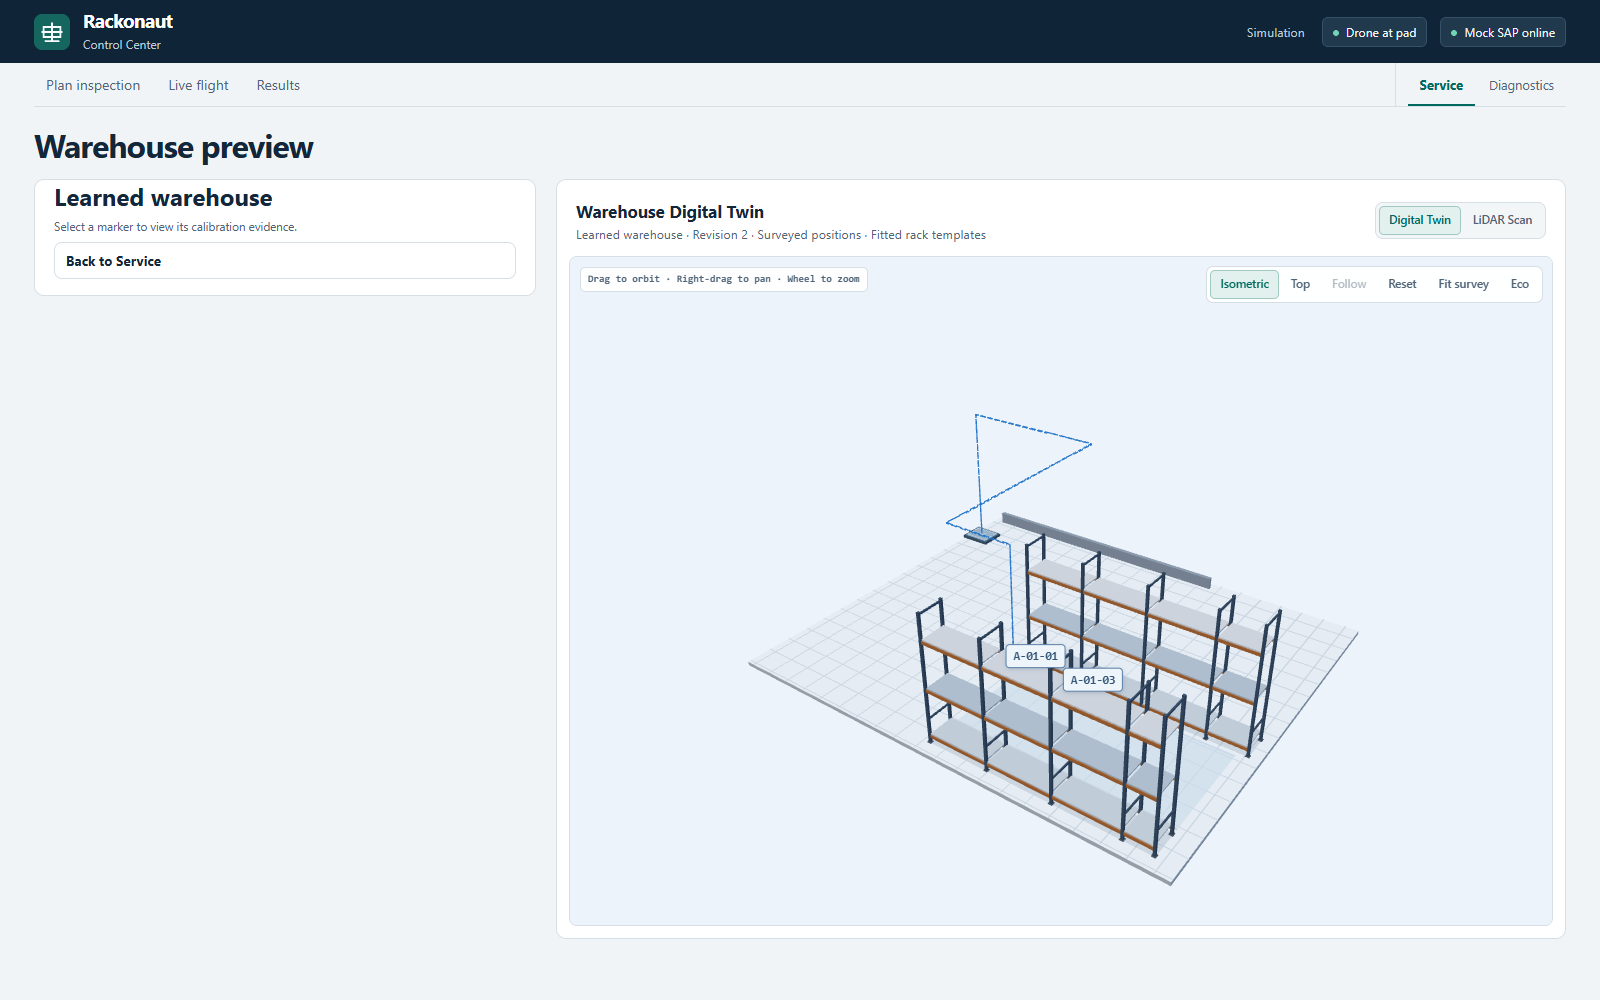 Rackonaut
Control Center
Simulation
Drone at pad
Mock SAP online
Plan inspection
Live flight
Results
Service
Diagnostics
Warehouse preview
Learned warehouse
Select a marker to view its calibration evidence.
Back to Service
Warehouse Digital Twin
Learned warehouse · Revision 2 · Surveyed positions · Fitted rack templates
Digital Twin
LiDAR Scan
Drag to orbit · Right-drag to pan · Wheel to zoom
Isometric
Top
Follow
Reset
Fit survey
Eco
A-01-01
A-01-03